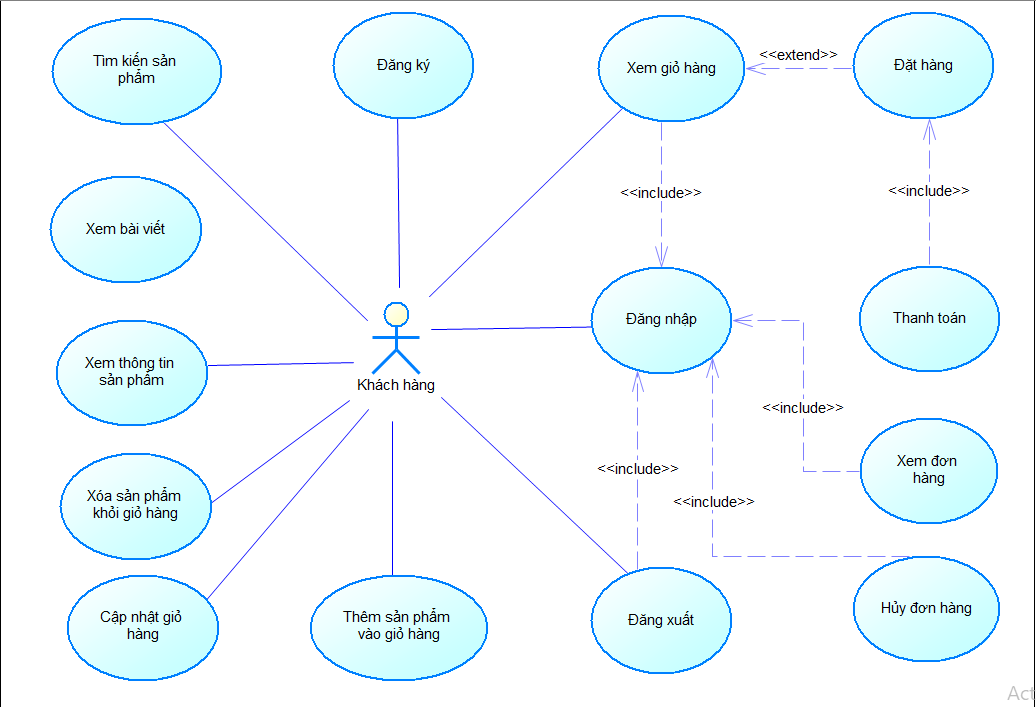 Tìm kiến sản
phẩm
Đăng ký
Xem giỏ hàng
<<extend>>
Đặt hàng
<<include>>
<<include>>
Xem bài viết
Đăng nhập
Thanh toán
Xem thông tin
sản phẩm
Khách hàng
<<include>>
Xóa sản phẩm
khỏi giỏ hàng
<<include>>
<<include>>
Xem đơn
hàng
Cập nhật giỏ
hàng
Thêm sản phẩm
vào giỏ hàng
Đăng xuất
Hủy đơn hàng
Act